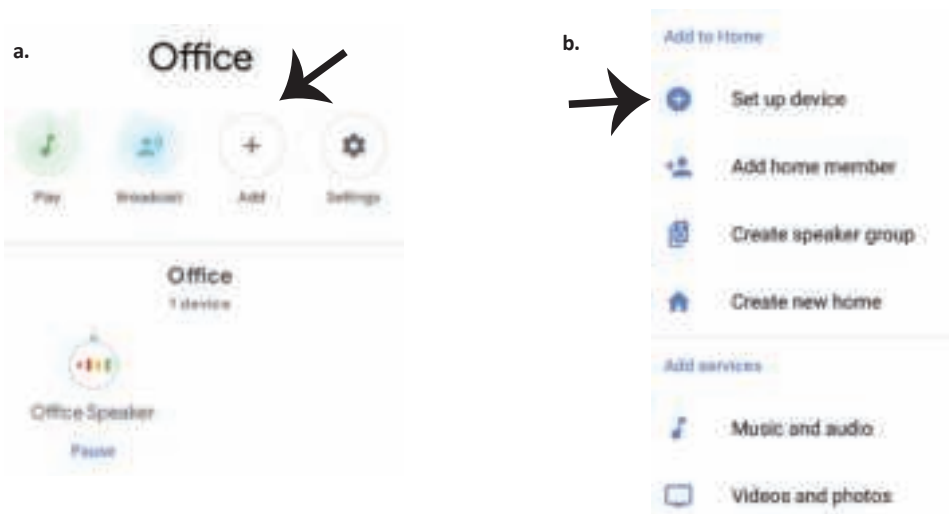 a.
Office
Play
Broadcast
Add
Settings
Office
1 device
Office Speaker
Pause
b.
Add to Home
Set up device
Add home member
Create speaker group
Create new home
Add services
Music and audio
Videos and photos